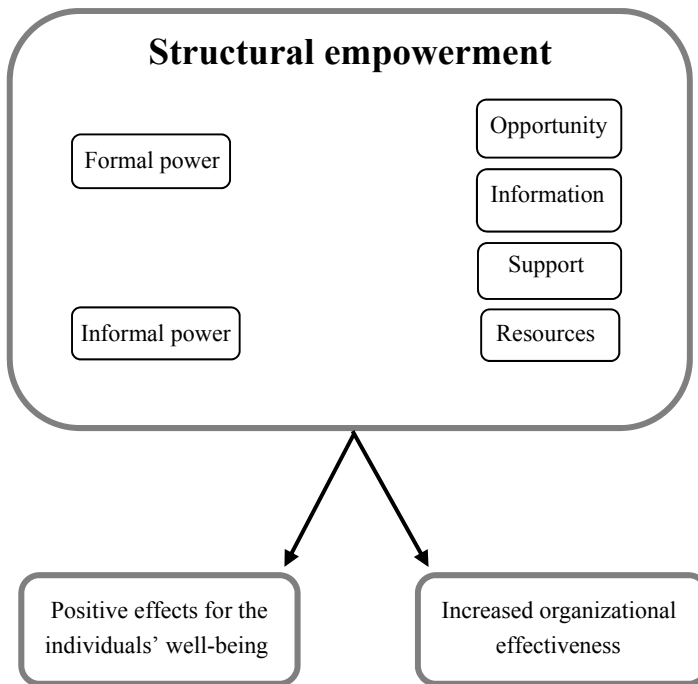 Structural empowerment
Formal power
Informal power
Opportunity
Information
Support
Resources
Positive effects for the
individuals’ well-being
Increased organizational
effectiveness